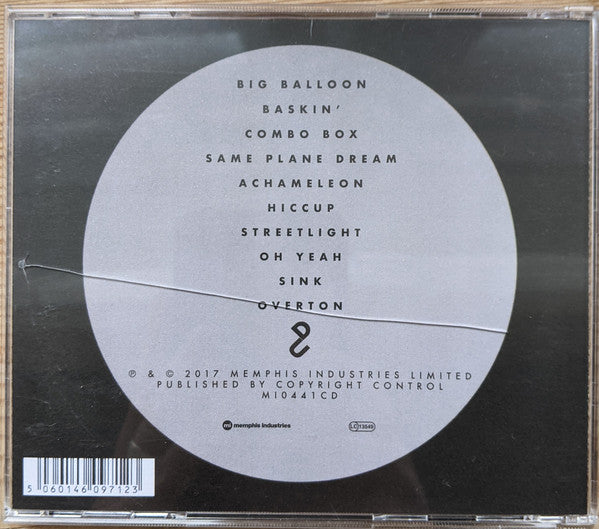 BIG BALLOON
BASKIN'
COMBO BOX
SAME PLANE DREAM
ACHAMELEON
HICCUP
STREETLIGHT
OH YEAH
SINK
OVERTON
℗ & © 2017 MEMPHIS INDUSTRIES LIMITED
PUBLISHED BY COPYRIGHT CONTROL
MI0441CD
mi memphis industries
LC 13049
5 060146 097123